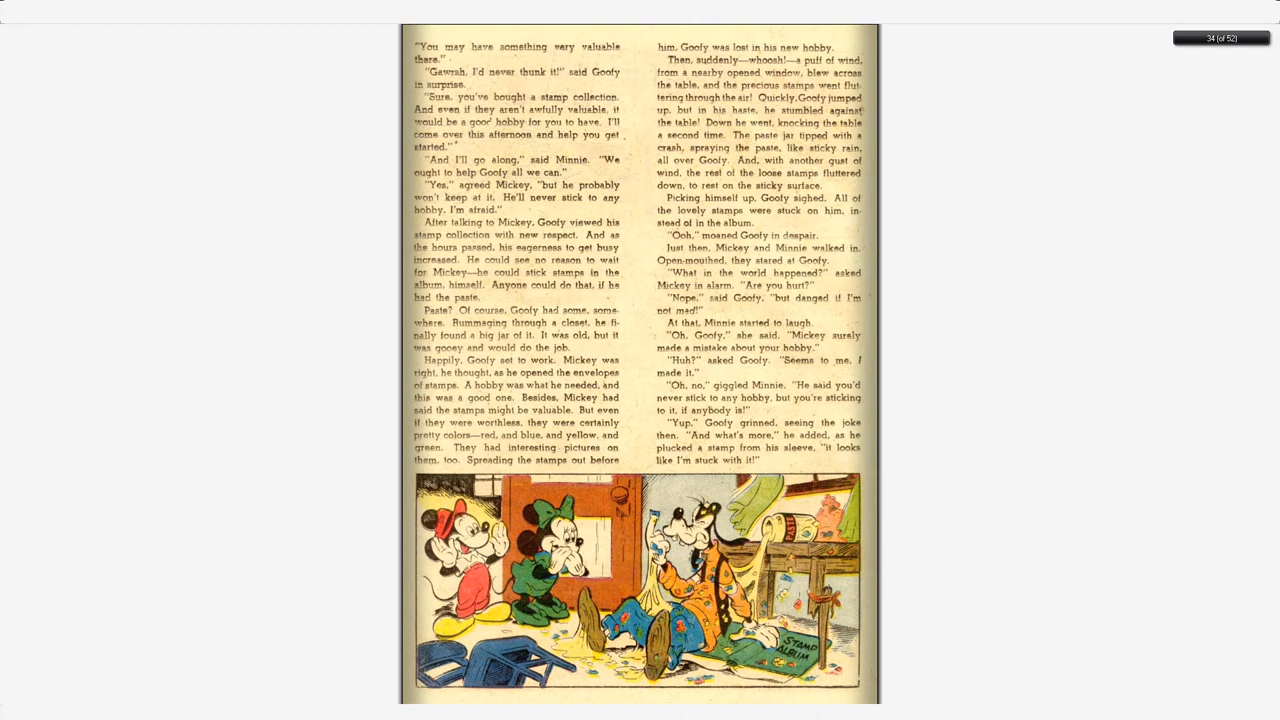 34 (of 52)
"You may have something very valuable
there."
"Gawrsh, I'd never thunk it!" said Goofy
in surprise.
"Sure, you've bought a stamp collection.
And even if they aren't awfully valuable, it
would be a good hobby for you to have. I'll
come over this afternoon and help you get
started."
"And I'll go along," said Minnie. "We
ought to help Goofy all we can."
"Yes," agreed Mickey, "but he probably
won't keep at it. He'll never stick to any
hobby, I'm afraid."
After talking to Mickey, Goofy viewed his
stamp collection with new respect. And as
the hours passed, his eagerness to get busy
increased. He could see no reason to wait
for Mickey—he could stick stamps in the
album, himself. Anyone could do that, if he
had the paste.
Paste? Of course, Goofy had some, some-
where. Rummaging through a closet, he fi-
nally found a big jar of it. It was old, but it
was gooey and would do the job.
Happily, Goofy set to work. Mickey was
right, he thought, as he opened the envelopes
of stamps. A hobby was what he needed, and
this was a good one. Besides, Mickey had
said the stamps might be valuable. But even
if they were worthless, they were certainly
pretty colors—red, and blue, and yellow, and
green. They had interesting pictures on
them, too. Spreading the stamps out before
him, Goofy was lost in his new hobby.
Then, suddenly—whoosh!—a puff of wind,
from a nearby opened window, blew across
the table, and the precious stamps went flut-
tering through the air! Quickly, Goofy jumped
up, but in his haste, he stumbled against
the table! Down he went, knocking the table
a second time. The paste jar tipped with a
crash, spraying the paste, like sticky rain,
all over Goofy. And, with another gust of
wind, the rest of the loose stamps fluttered
down, to rest on the sticky surface.
Picking himself up, Goofy sighed. All of
the lovely stamps were stuck on him, in-
stead of in the album.
"Ooh," moaned Goofy in despair.
Just then, Mickey and Minnie walked in.
Open-mouthed, they stared at Goofy.
"What in the world happened?" asked
Mickey in alarm. "Are you hurt?"
"Nope," said Goofy, "but danged if I'm
not mad!"
At that, Minnie started to laugh.
"Oh, Goofy," she said, "Mickey surely
made a mistake about your hobby."
"Huh?" asked Goofy. "Seems to me, I
made it."
"Oh, no," giggled Minnie. "He said you'd
never stick to any hobby, but you're sticking
to it, if anybody is!"
"Yup," Goofy grinned, seeing the joke
then. "And what's more," he added, as he
plucked a stamp from his sleeve, "it looks
like I'm stuck with it!"
PASTE
STAMP
ALBUM